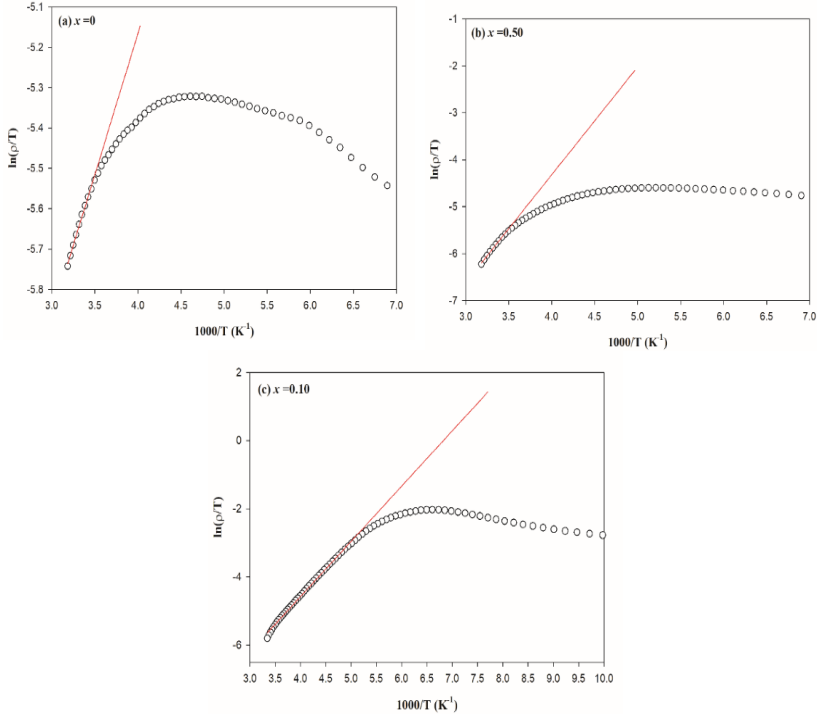 (a) x =0
-5.1
-5.2
-5.3
-5.4
-5.5
-5.6
-5.7
-5.8
ln(ρ/T)
3.0 3.5 4.0 4.5 5.0 5.5 6.0 6.5 7.0
1000/T (K⁻¹)
(b) x =0.50
-1
-2
-3
-4
-5
-6
-7
ln(ρ/T)
3.0 3.5 4.0 4.5 5.0 5.5 6.0 6.5 7.0
1000/T (K⁻¹)
(c) x =0.10
2
0
-2
-4
-6
ln(ρ/T)
3.0 3.5 4.0 4.5 5.0 5.5 6.0 6.5 7.0 7.5 8.0 8.5 9.0 9.5 10.0
1000/T (K⁻¹)